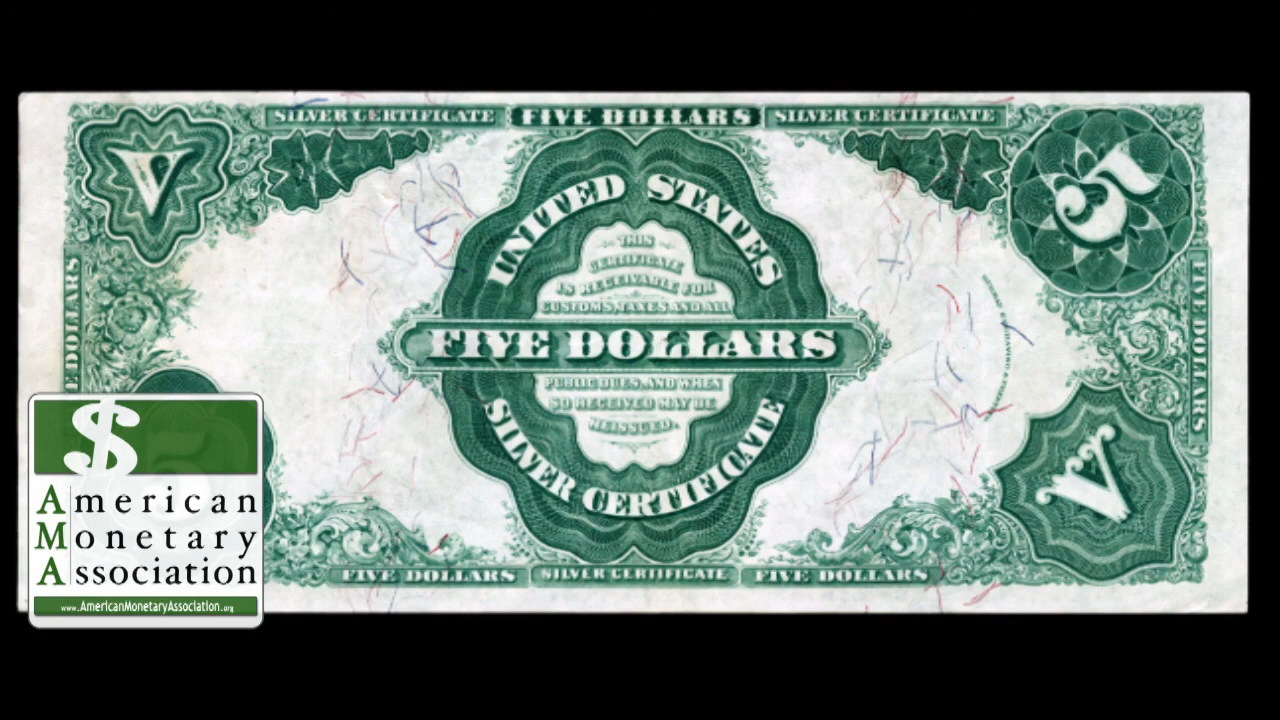 SILVER CERTIFICATE FIVE DOLLARS SILVER CERTIFICATE
V
5
UNITED STATES
THIS
CERTIFICATE
IS RECEIVABLE FOR
CUSTOMS, TAXES AND ALL
FIVE DOLLARS
PUBLIC DUES, AND WHEN
SO RECEIVED MAY BE
REISSUED.
SILVER CERTIFICATE
E DOLLARS
FIVE DOLLARS
V
5
FIVE DOLLARS SILVER CERTIFICATE FIVE DOLLARS
$
American
Monetary
Association
www.AmericanMonetaryAssociation.org